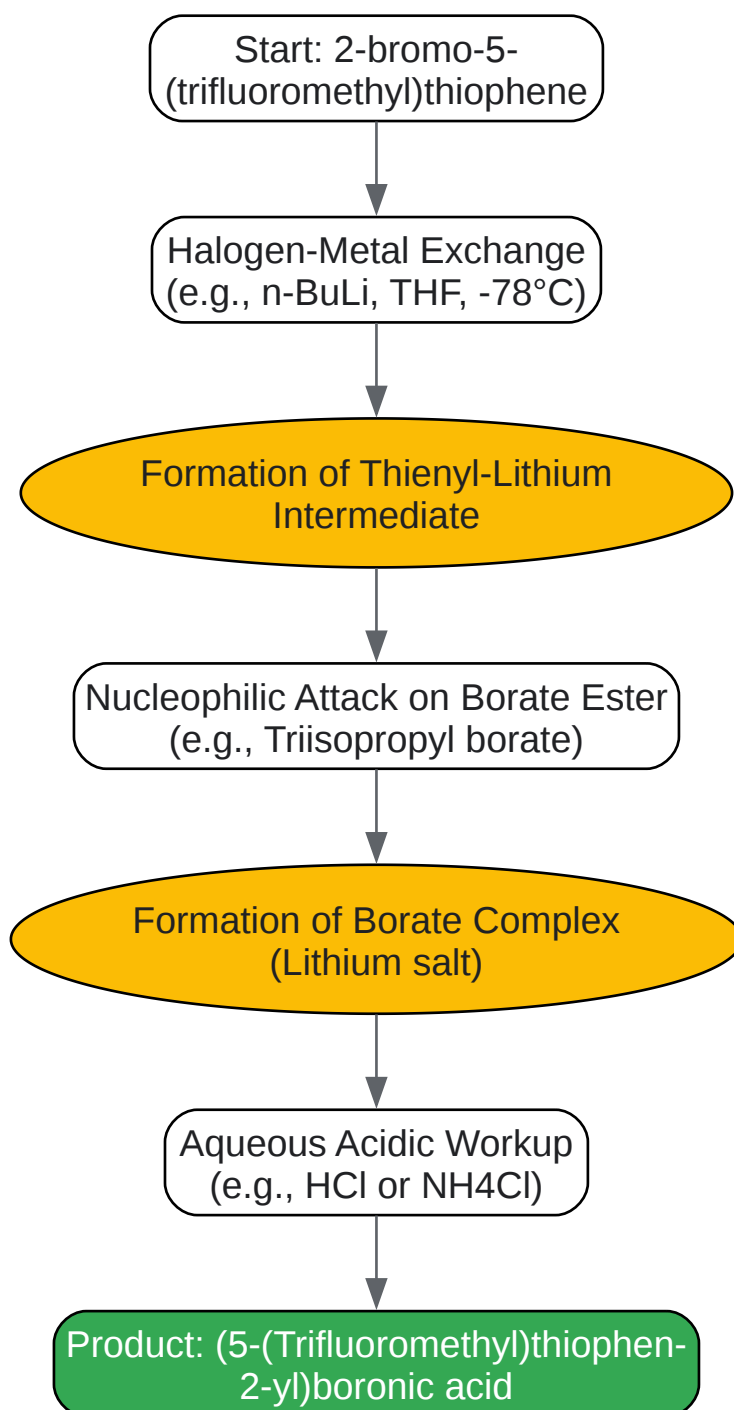 Start: 2-bromo-5-
(trifluoromethyl)thiophene
Halogen-Metal Exchange
(e.g., n-BuLi, THF, -78°C)
Formation of Thienyl-Lithium
Intermediate
Nucleophilic Attack on Borate Ester
(e.g., Triisopropyl borate)
Formation of Borate Complex
(Lithium salt)
Aqueous Acidic Workup
(e.g., HCl or NH4Cl)
Product: (5-(Trifluoromethyl)thiophen-
2-yl)boronic acid